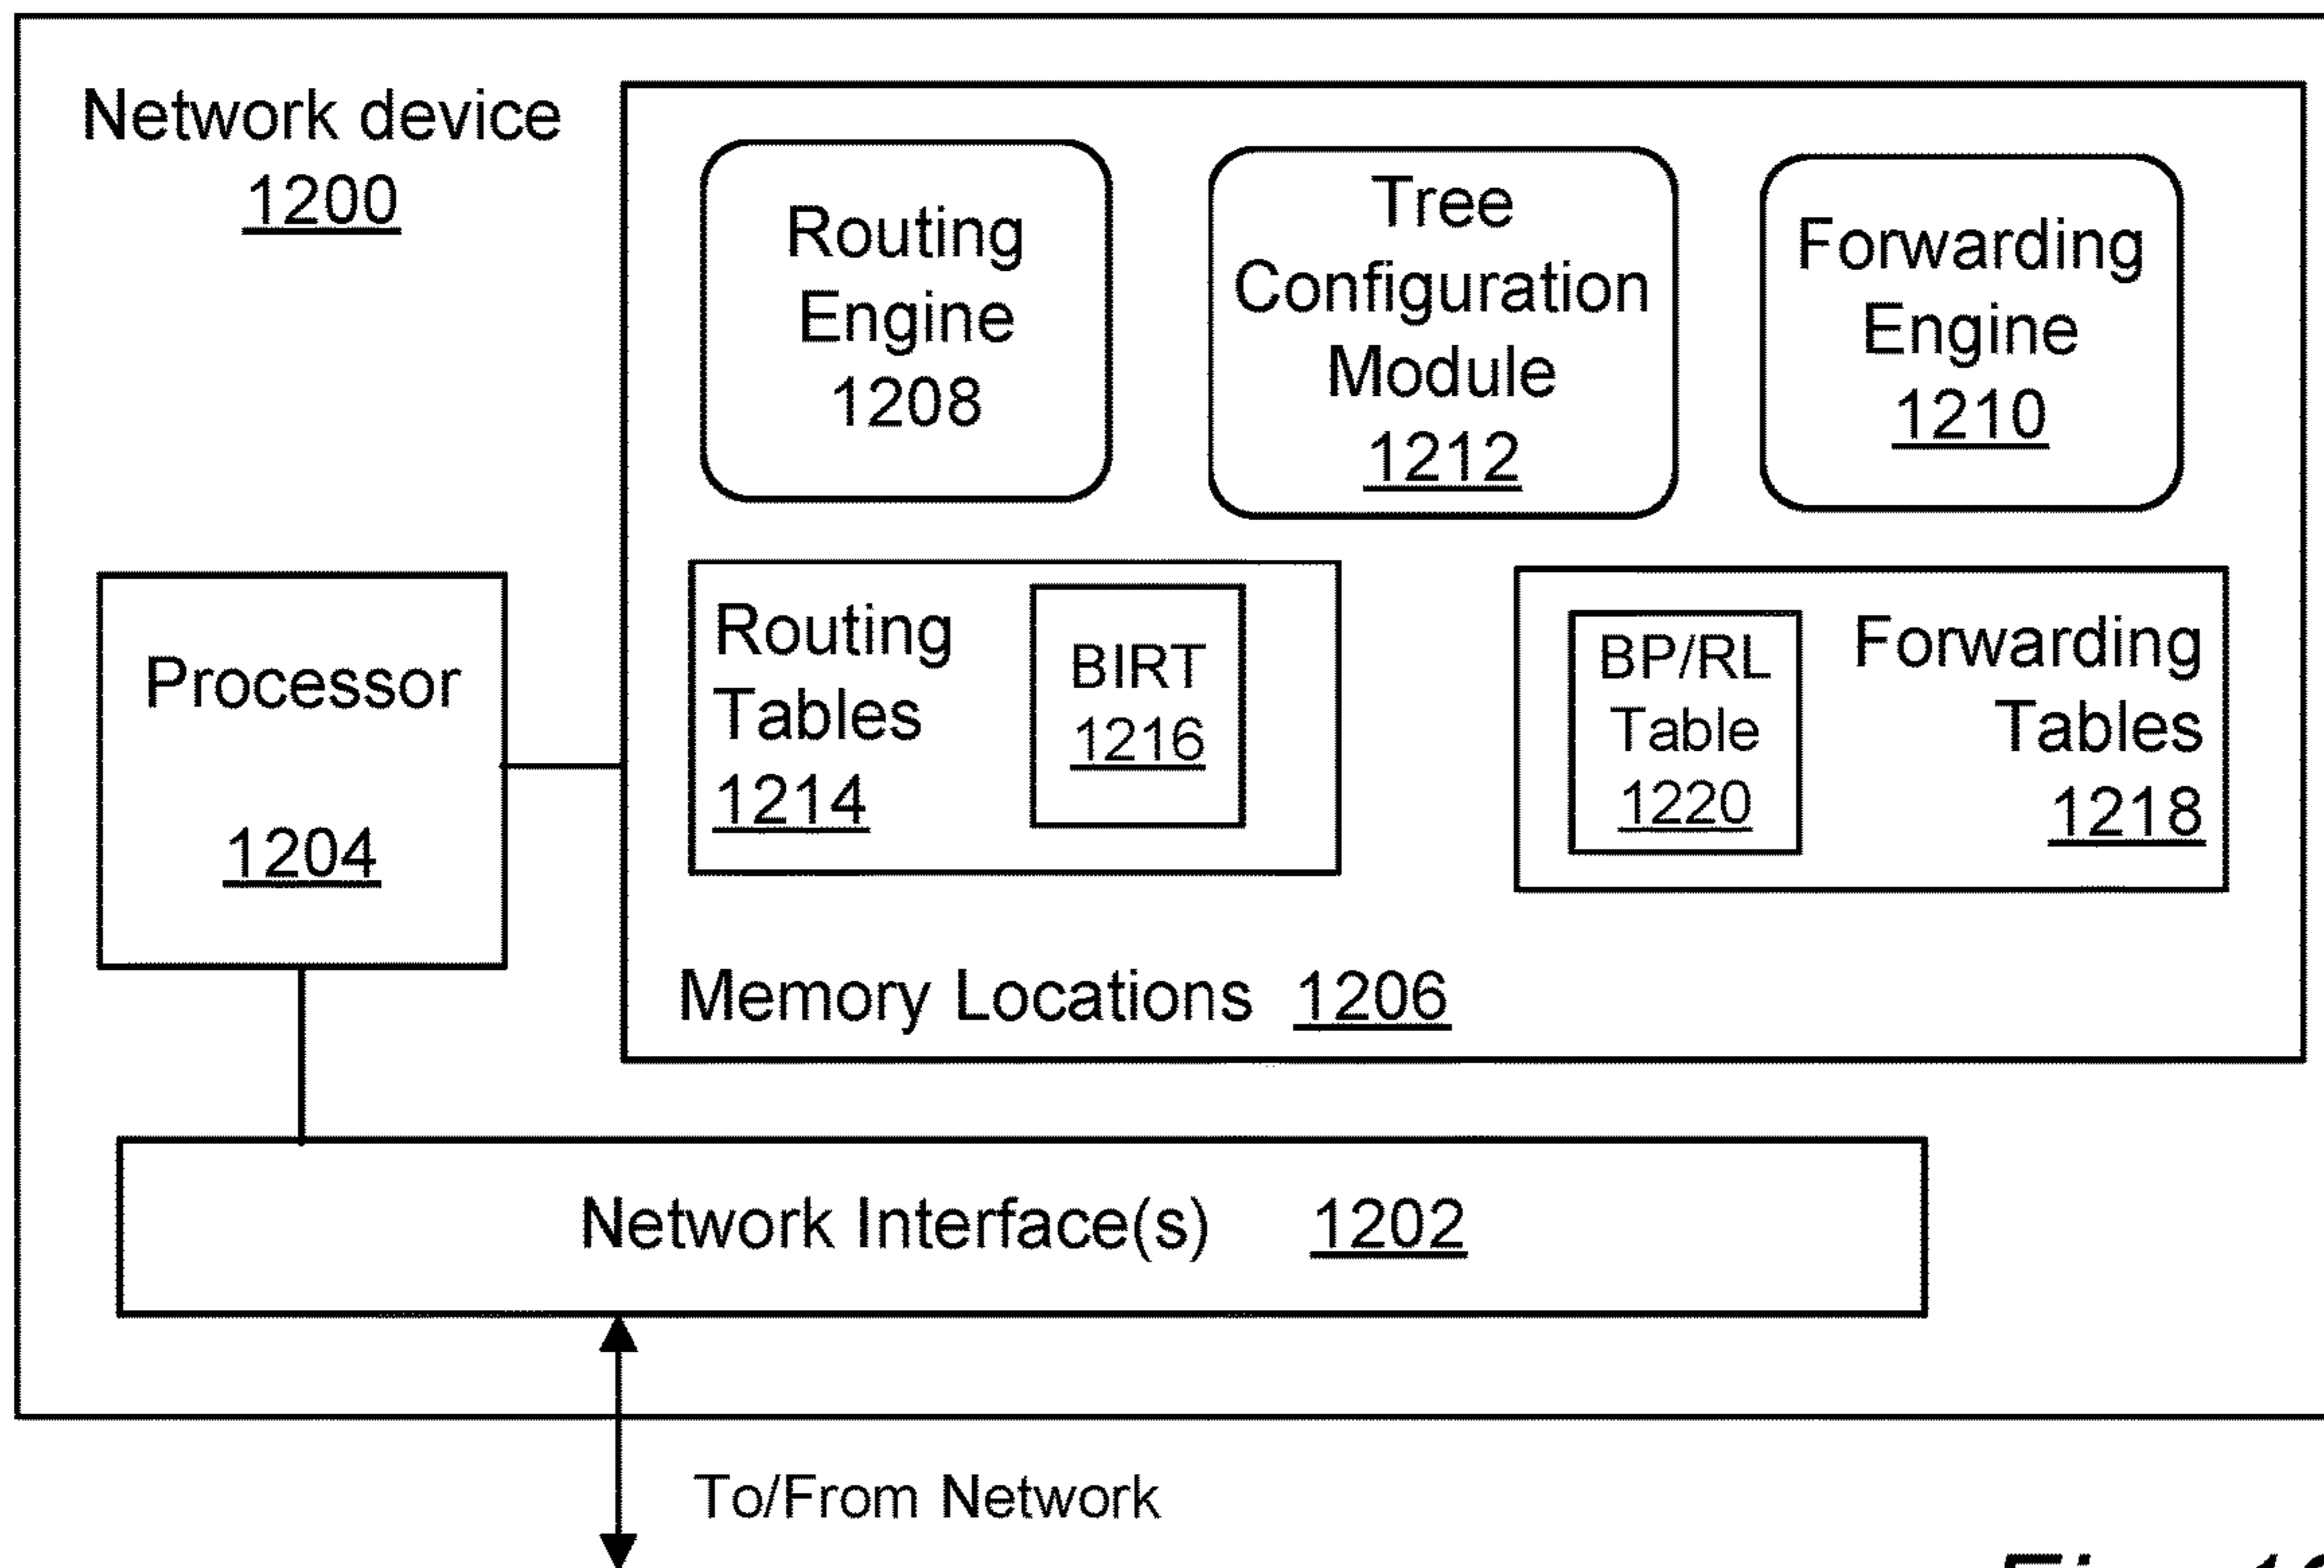 Network device
1200
Routing
Engine
1208
Tree
Configuration
Module
1212
Forwarding
Engine
1210
Processor
1204
Routing
Tables
1214
BIRT
1216
BP/RL
Table
1220
Forwarding
Tables
1218
Memory Locations 1206
Network Interface(s) 1202
To/From Network